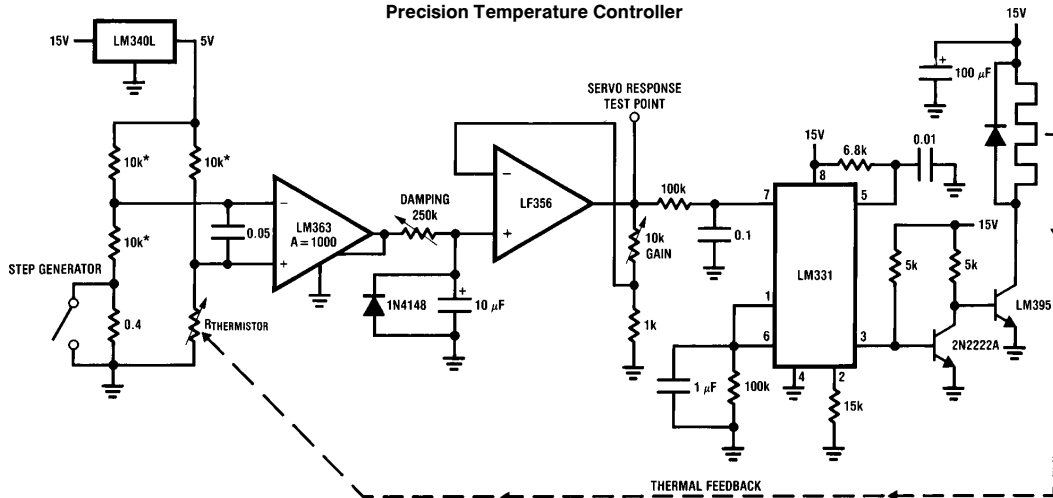 Precision Temperature Controller
15V
LM340L
5V
10k*
10k*
10k*
0.05
STEP GENERATOR
0.4
RTHERMISTOR
−
+
LM363
A = 1000
DAMPING
250k
1N4148
+
10 μF
−
+
LF356
SERVO RESPONSE
TEST POINT
100k
10k
GAIN
1k
0.1
15V
8
6.8k
0.01
7
5
LM331
1
6
3
4
2
1 μF
100k
15k
15V
+
100 μF
15V
5k
5k
LM395
2N2222A
THERMAL FEEDBACK